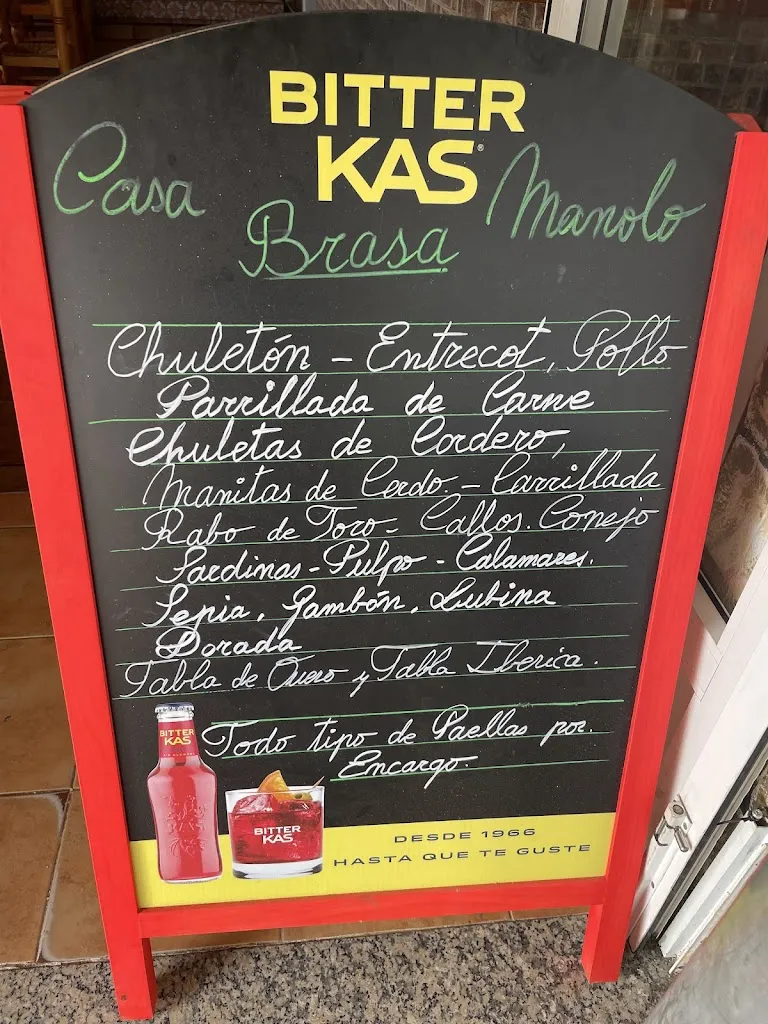 BITTER
KAS
Casa Manolo
Brasa
Chuletón - Entrecot, Pollo
Parrillada de Carne
Chuletas de Cordero,
Manitas de Cerdo. - Carrillada
Rabo de Toro - Callos. Conejo
Sardinas - Pulpo - Calamares.
Sepia, Gambón, Lubina
Dorada
Tabla de Queso y Tabla Iberica.
Todo tipo de Paellas por.
Encargo.
BITTER
KAS
BITTER
KAS
DESDE 1966
HASTA QUE TE GUSTE